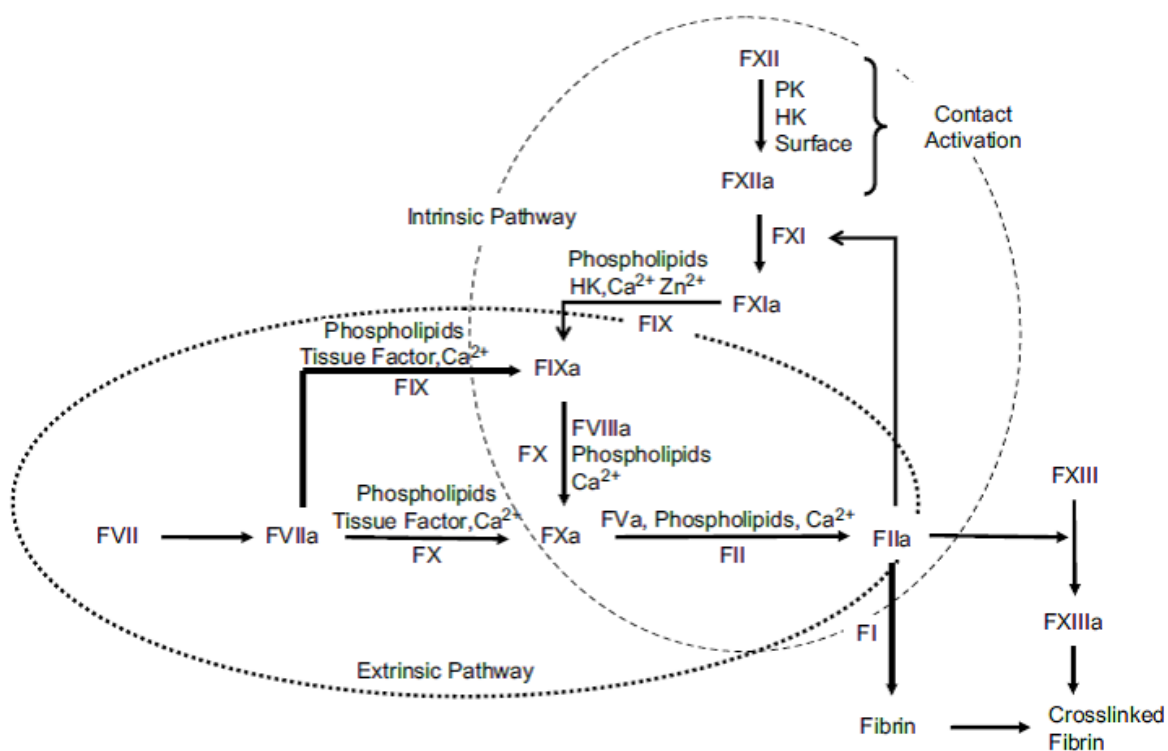 FXII
PK
HK
Surface
Contact
Activation
FXIIa
Intrinsic Pathway
FXI
Phospholipids
HK,Ca²⁺ Zn²⁺
FXIa
FIX
Phospholipids
Tissue Factor,Ca²⁺
FIX
FIXa
FVIIIa
FX
Phospholipids
Ca²⁺
FXIII
Phospholipids
Tissue Factor,Ca²⁺
FVa, Phospholipids, Ca²⁺
FVII
FVIIa
FX
FXa
FII
FIIa
FI
FXIIIa
Extrinsic Pathway
Fibrin
Crosslinked
Fibrin